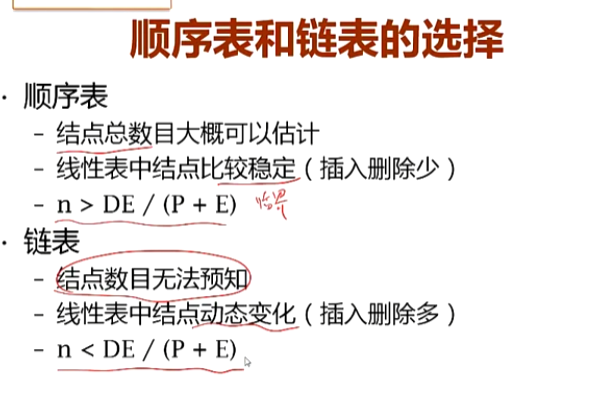 顺序表和链表的选择
· 顺序表
– 结点总数目大概可以估计
– 线性表中结点比较稳定（插入删除少）
– n > DE / (P + E)
· 链表
– 结点数目无法预知
– 线性表中结点动态变化（插入删除多）
– n < DE / (P + E)